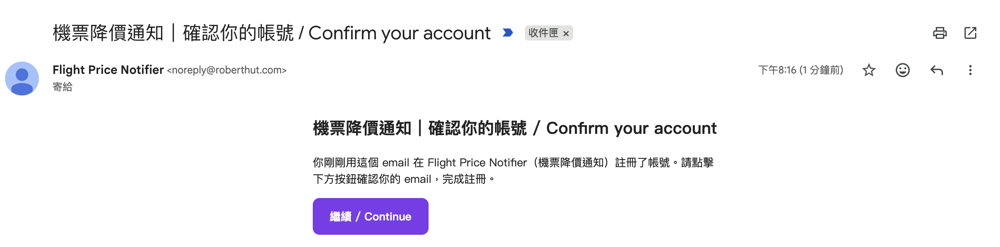 機票降價通知｜確認你的帳號 / Confirm your account 收件匣 ×
Flight Price Notifier <noreply@roberthut.com> 下午8:16 (1 分鐘前)
寄給
機票降價通知｜確認你的帳號 / Confirm your account
你剛剛用這個 email 在 Flight Price Notifier（機票降價通知）註冊了帳號。請點擊
下方按鈕確認你的 email，完成註冊。
繼續 / Continue